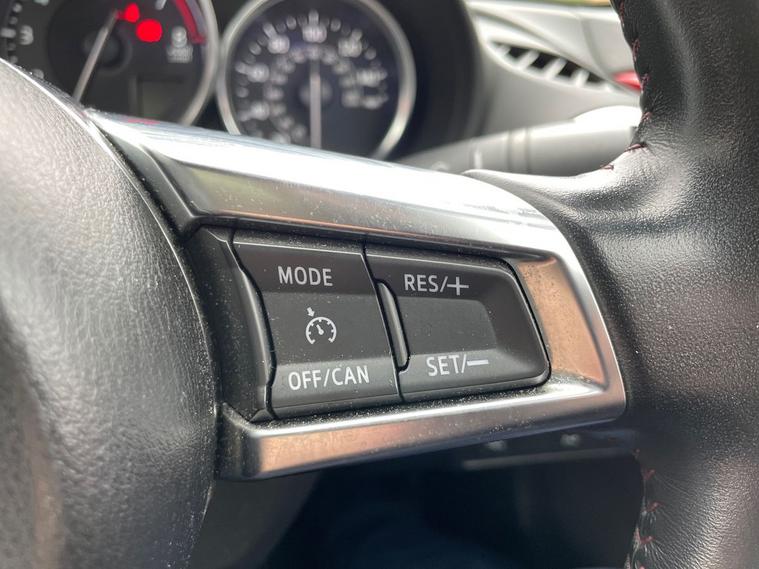 MODE
RES/+
OFF/CAN
SET/—